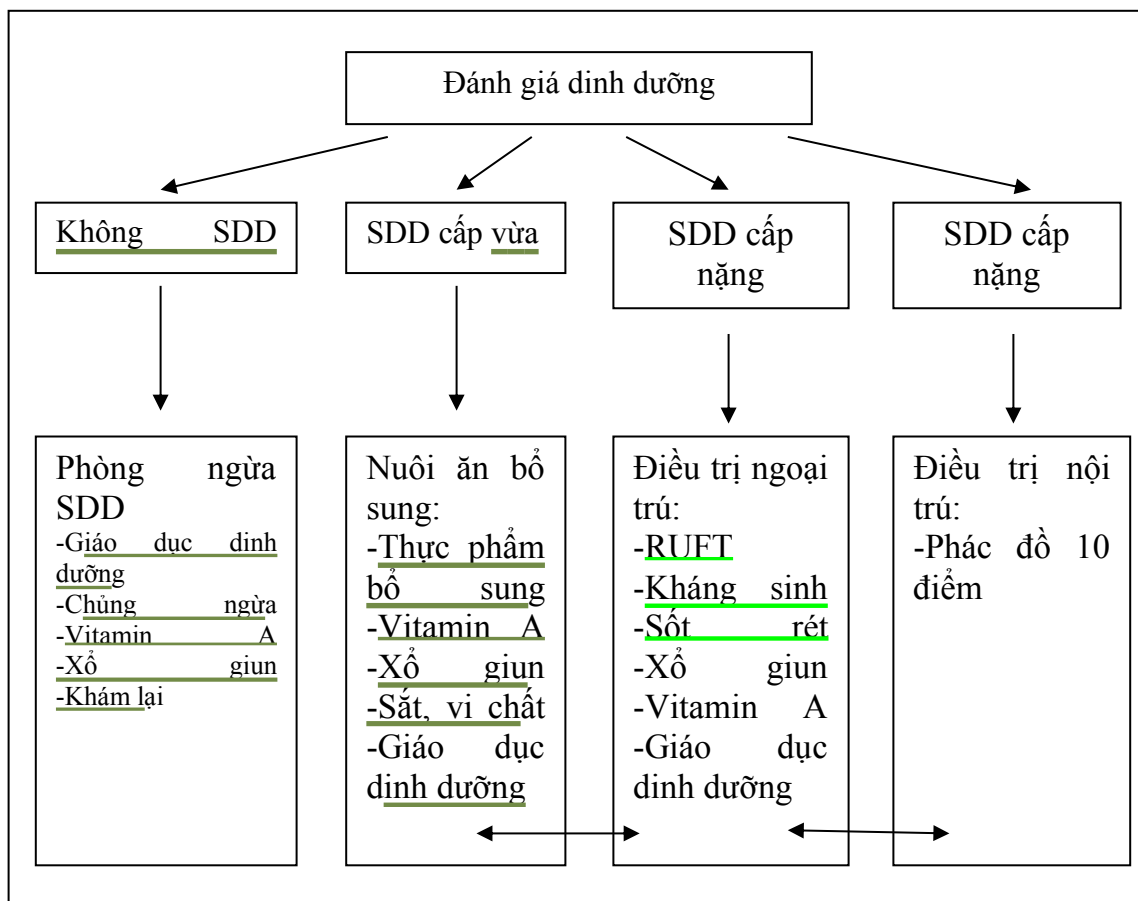 Đánh giá dinh dưỡng
Không SDD
SDD cấp vừa
SDD cấp
nặng
SDD cấp
nặng
Phòng ngừa
SDD
-Giáo dục dinh
dưỡng
-Chủng ngừa
-Vitamin A
-Xổ giun
-Khám lại
Nuôi ăn bổ
sung:
-Thực phẩm
bổ sung
-Vitamin A
-Xổ giun
-Sắt, vi chất
-Giáo dục
dinh dưỡng
Điều trị ngoại
trú:
-RUFT
-Kháng sinh
-Sốt rét
-Xổ giun
-Vitamin A
-Giáo dục
dinh dưỡng
Điều trị nội
trú:
-Phác đồ 10
điểm